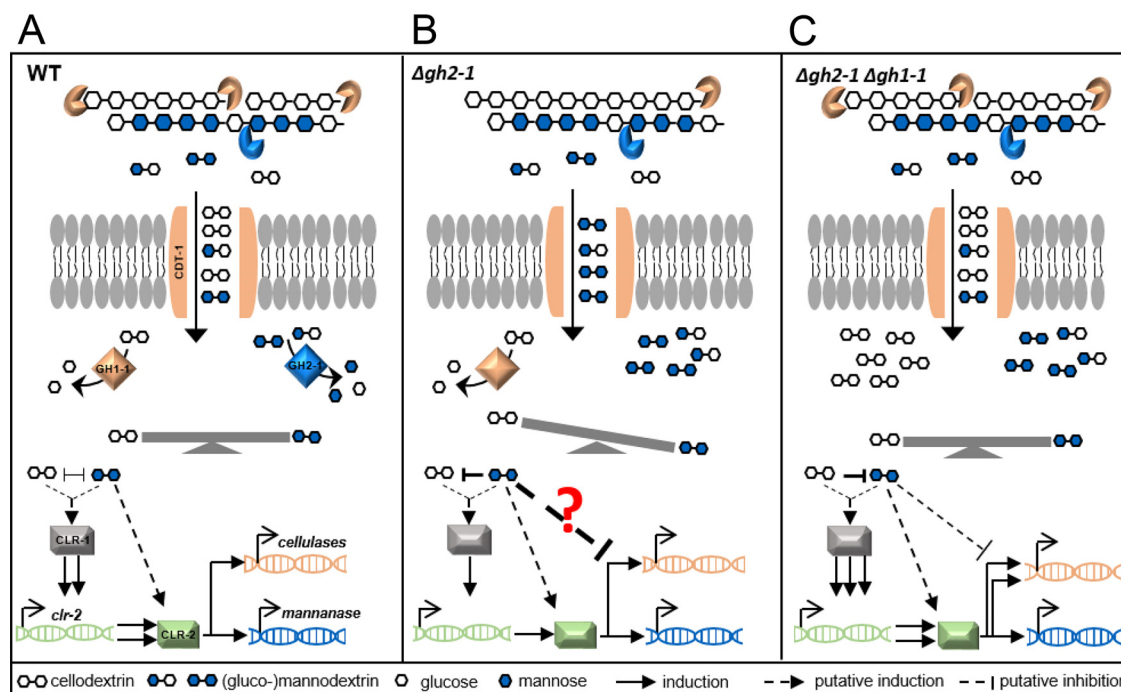 A
B
C
WT
Δgh2-1
Δgh2-1 Δgh1-1
CDT-1
GH1-1
GH2-1
?
CLR-1
cellulases
clr-2
CLR-2
mannanase
cellodextrin
(gluco-)mannodextrin
glucose
mannose
induction
putative induction
putative inhibition